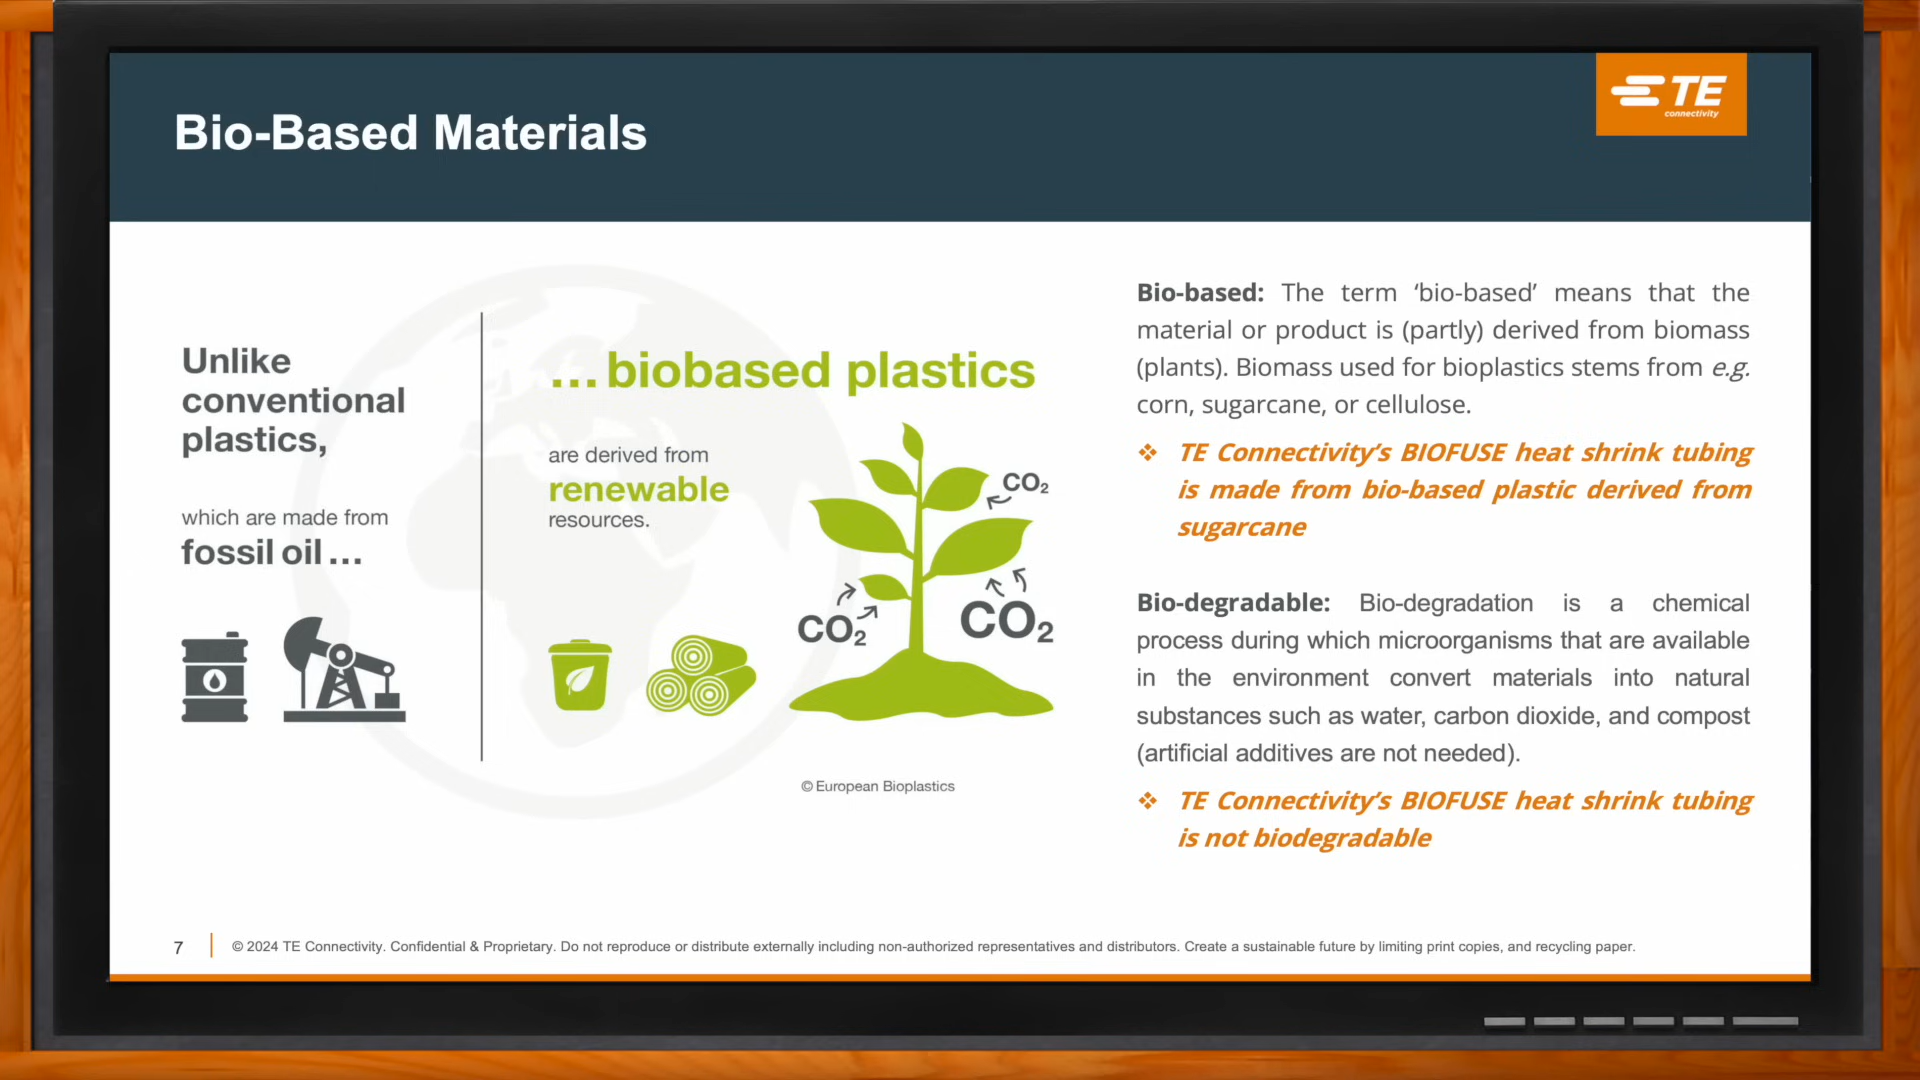 Bio-Based Materials
TE
connectivity
Unlike
conventional
plastics,
which are made from
fossil oil ...
... biobased plastics
are derived from
renewable
resources.
CO₂
CO₂
CO₂
© European Bioplastics
Bio-based: The term ‘bio-based’ means that the
material or product is (partly) derived from biomass
(plants). Biomass used for bioplastics stems from e.g.
corn, sugarcane, or cellulose.
❖ TE Connectivity’s BIOFUSE heat shrink tubing
is made from bio-based plastic derived from
sugarcane
Bio-degradable: Bio-degradation is a chemical
process during which microorganisms that are available
in the environment convert materials into natural
substances such as water, carbon dioxide, and compost
(artificial additives are not needed).
❖ TE Connectivity’s BIOFUSE heat shrink tubing
is not biodegradable
7 © 2024 TE Connectivity. Confidential & Proprietary. Do not reproduce or distribute externally including non-authorized representatives and distributors. Create a sustainable future by limiting print copies, and recycling paper.